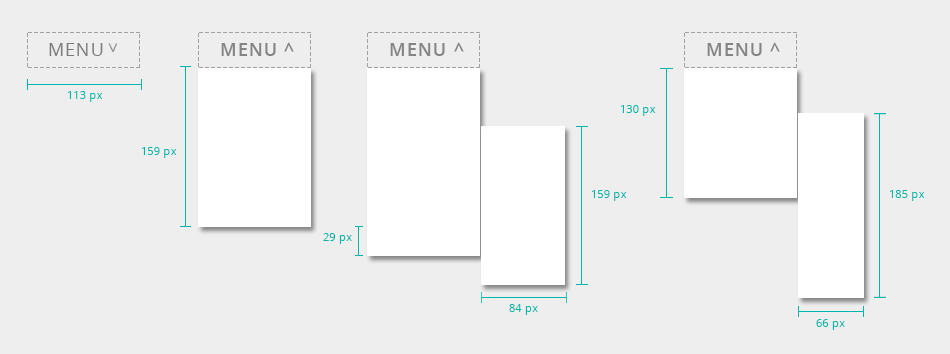 MENU ˅
MENU ^
MENU ^
MENU ^
113 px
159 px
29 px
159 px
84 px
130 px
185 px
66 px